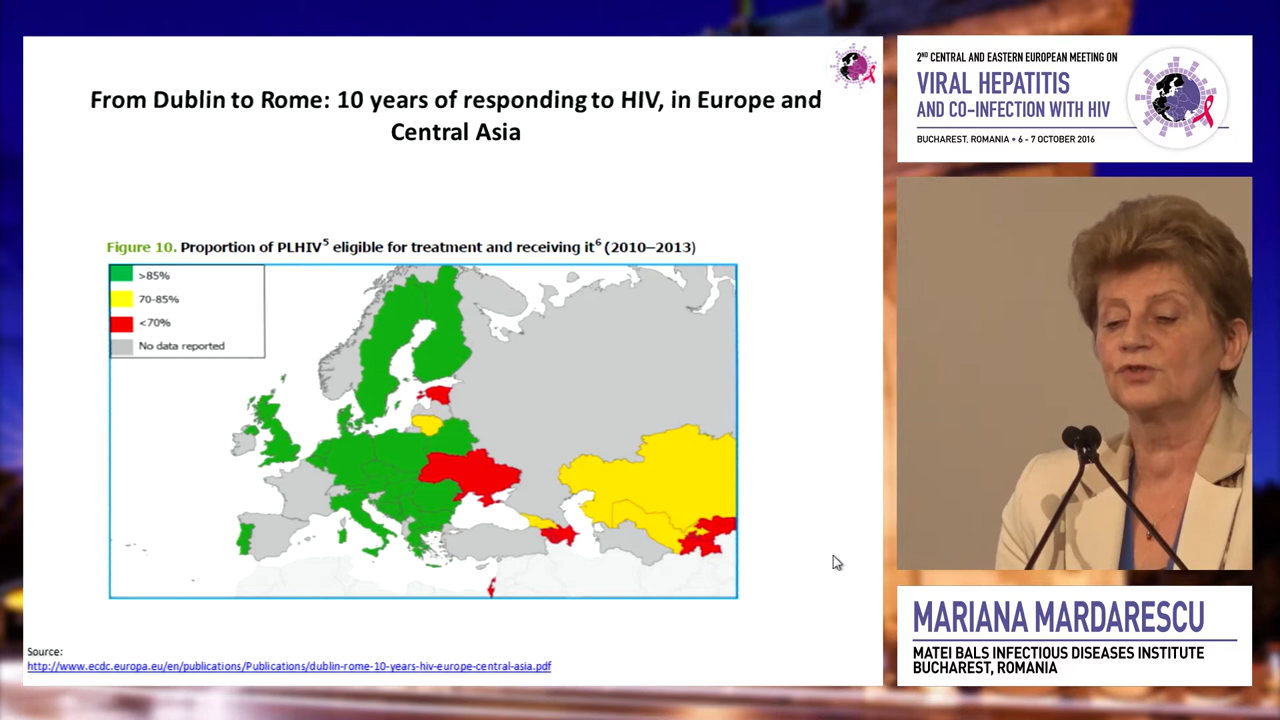 From Dublin to Rome: 10 years of responding to HIV, in Europe and
Central Asia
Figure 10. Proportion of PLHIV⁵ eligible for treatment and receiving it⁶ (2010–2013)
>85%
70-85%
<70%
No data reported
Source:
http://www.ecdc.europa.eu/en/publications/Publications/dublin-rome-10-years-hiv-europe-central-asia.pdf
2ND CENTRAL AND EASTERN EUROPEAN MEETING ON
VIRAL HEPATITIS
AND CO-INFECTION WITH HIV
BUCHAREST, ROMANIA • 6 - 7 OCTOBER 2016
MARIANA MARDARESCU
MATEI BALS INFECTIOUS DISEASES INSTITUTE
BUCHAREST, ROMANIA